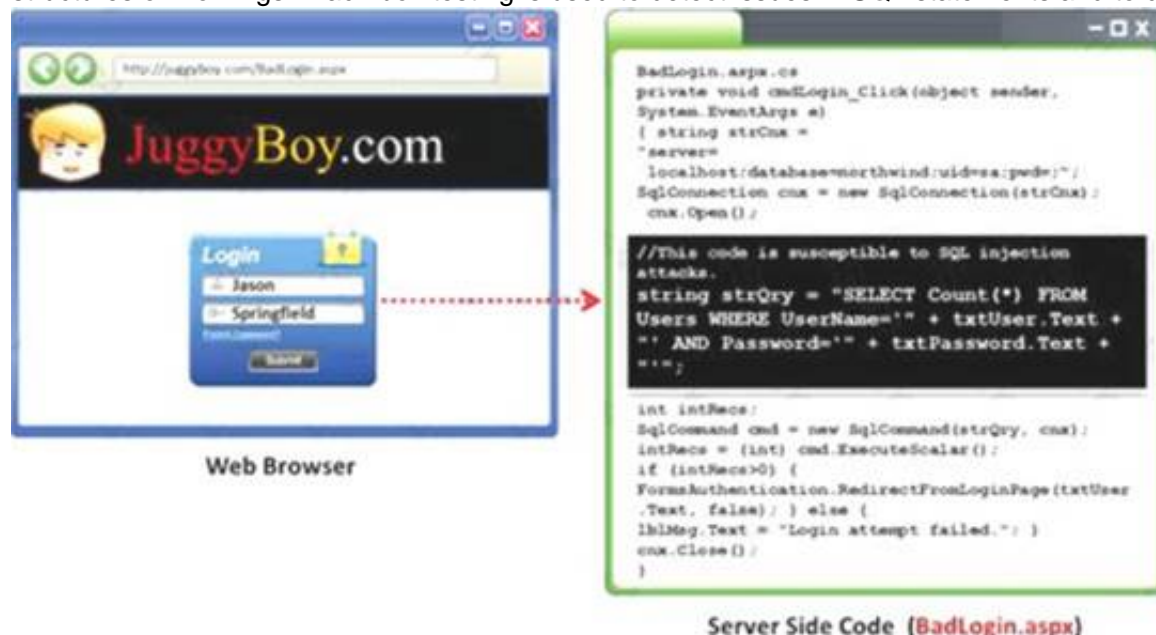 http://juggyboy.com/BadLogin.aspx
JuggyBoy.com
Login
Jason
Springfield
Web Browser
BadLogin.aspx.cs
private void cmdLogin_Click(object sender,
System.EventArgs e)
{ string strCnx =
"server=
localhost;database=northwind;uid=sa;pwd=;";
SqlConnection cnx = new SqlConnection(strCnx);
cnx.Open();
//This code is susceptible to SQL injection
attacks.
string strQry = "SELECT Count(*) FROM
Users WHERE UserName='" + txtUser.Text +
"' AND Password='" + txtPassword.Text +
"'";
int intRecs;
SqlCommand cmd = new SqlCommand(strQry, cnx);
intRecs = (int) cmd.ExecuteScalar();
if (intRecs>0) {
FormsAuthentication.RedirectFromLoginPage(txtUser
.Text, false); } else {
lblMsg.Text = "Login attempt failed."; }
cnx.Close();
}
Server Side Code (BadLogin.aspx)